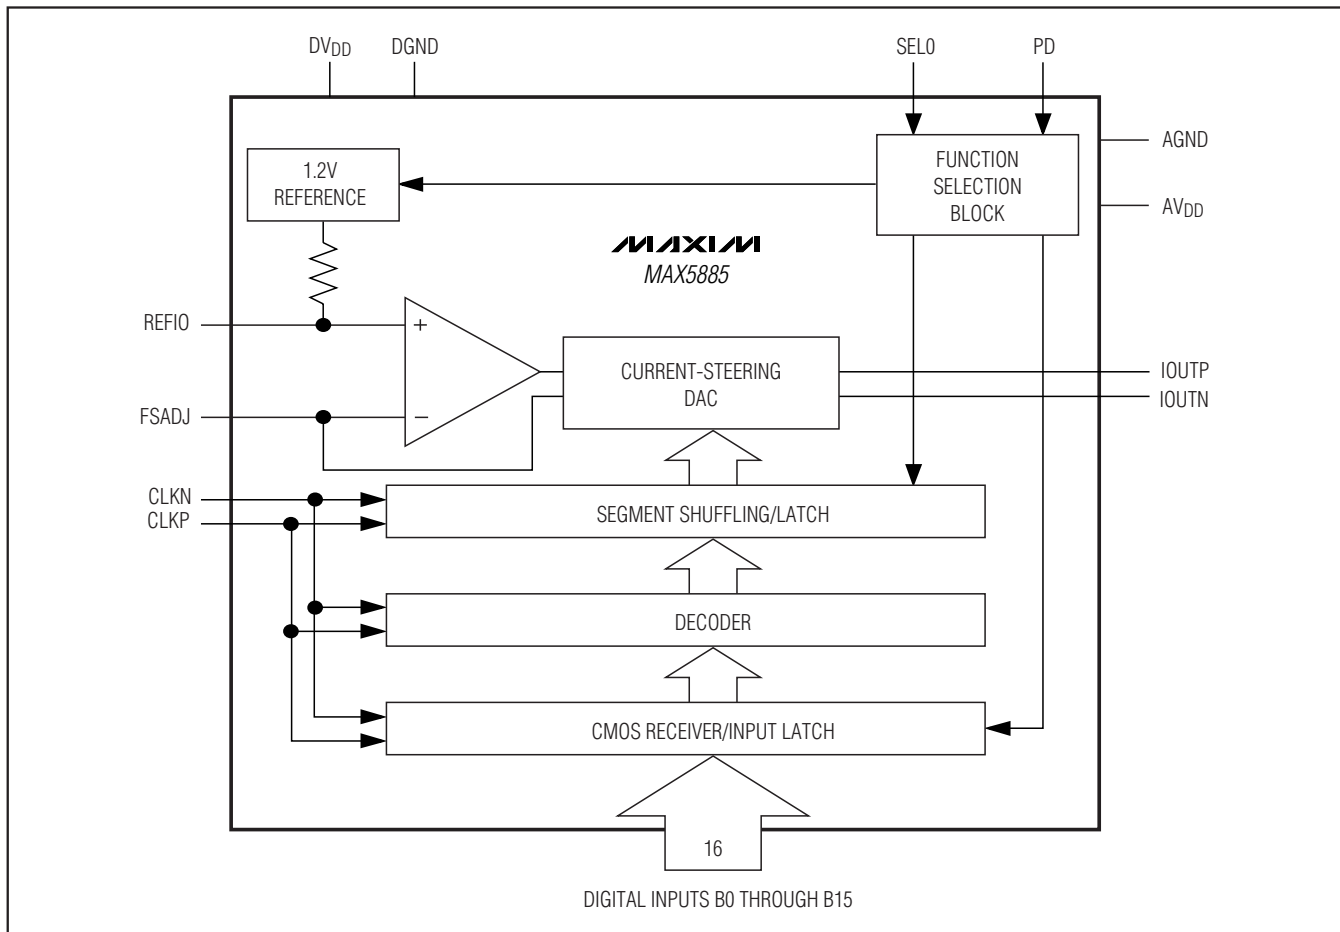 DVDD
DGND
SEL0
PD
AGND
AVDD
1.2V
REFERENCE
FUNCTION
SELECTION
BLOCK
MAXIM
MAX5885
REFIO
+
FSADJ
−
CURRENT-STEERING
DAC
IOUTP
IOUTN
CLKN
CLKP
SEGMENT SHUFFLING/LATCH
DECODER
CMOS RECEIVER/INPUT LATCH
16
DIGITAL INPUTS B0 THROUGH B15